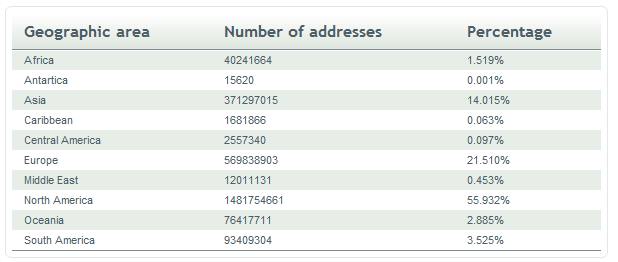 Geographic area Number of addresses Percentage
Africa 40241664 1.519%
Antartica 15620 0.001%
Asia 371297015 14.015%
Caribbean 1681866 0.063%
Central America 2557340 0.097%
Europe 569838903 21.510%
Middle East 12011131 0.453%
North America 1481754661 55.932%
Oceania 76417711 2.885%
South America 93409304 3.525%